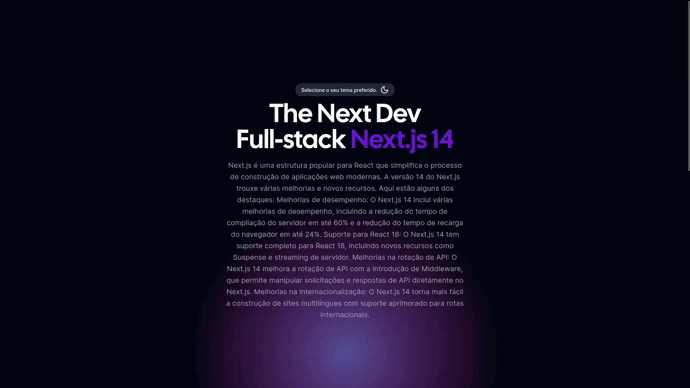 Selecione o seu tema preferido.
The Next Dev
Full-stack Next.js 14
Next.js é uma estrutura popular para React que simplifica o processo
de construção de aplicações web modernas. A versão 14 do Next.js
trouxe várias melhorias e novos recursos. Aqui estão alguns dos
destaques: Melhorias de desempenho: O Next.js 14 inclui várias
melhorias de desempenho, incluindo a redução do tempo de
compilação do servidor em até 60% e a redução do tempo de recarga
do navegador em até 24%. Suporte para React 18: O Next.js 14 tem
suporte completo para React 18, incluindo novos recursos como
Suspense e streaming de servidor. Melhorias na rotação de API: O
Next.js 14 melhora a rotação de API com a introdução de Middleware,
que permite manipular solicitações e respostas de API diretamente no
Next.js. Melhorias na Internacionalização: O Next.js 14 torna mais fácil
a construção de sites multilíngues com suporte aprimorado para rotas
internacionais.